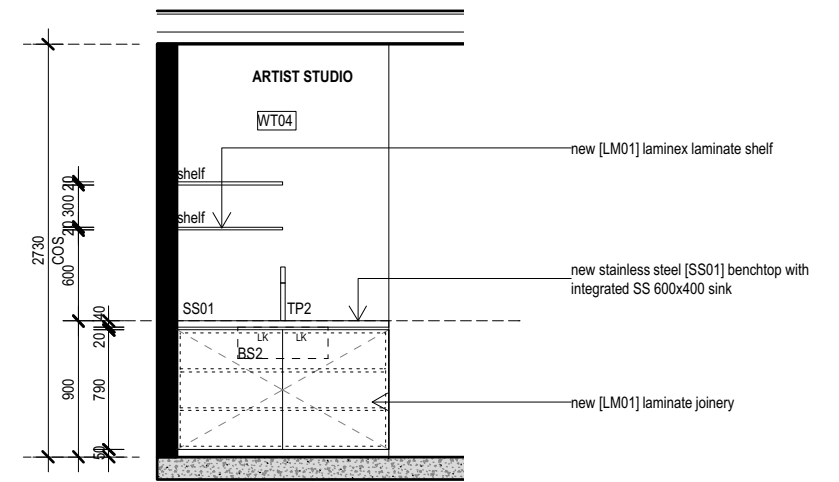 ARTIST STUDIO
WT04
new [LM01] laminex laminate shelf
shelf
shelf
20
300
20
2730
COS
600
new stainless steel [SS01] benchtop with
integrated SS 600x400 sink
SS01
TP2
40
20
LK
LK
BS2
900
790
new [LM01] laminate joinery
50